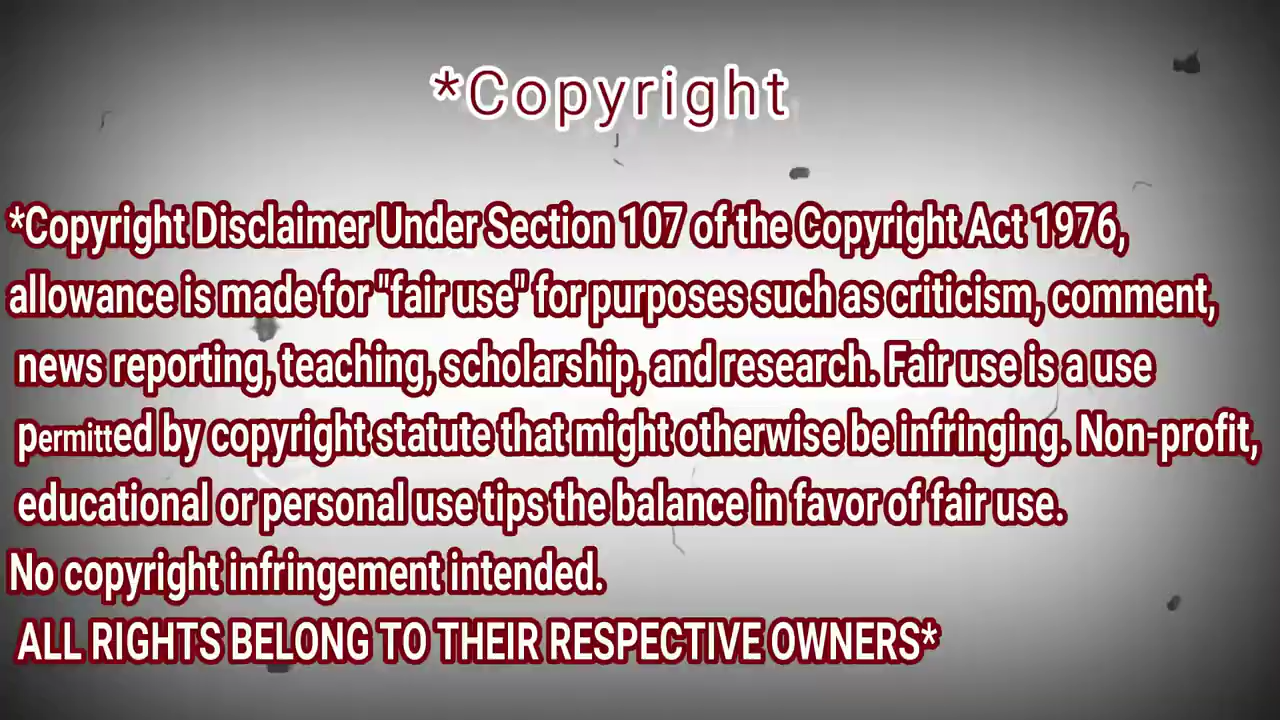 *Copyright
*Copyright Disclaimer Under Section 107 of the Copyright Act 1976,
allowance is made for "fair use" for purposes such as criticism, comment,
news reporting, teaching, scholarship, and research. Fair use is a use
permitted by copyright statute that might otherwise be infringing. Non-profit,
educational or personal use tips the balance in favor of fair use.
No copyright infringement intended.
ALL RIGHTS BELONG TO THEIR RESPECTIVE OWNERS*